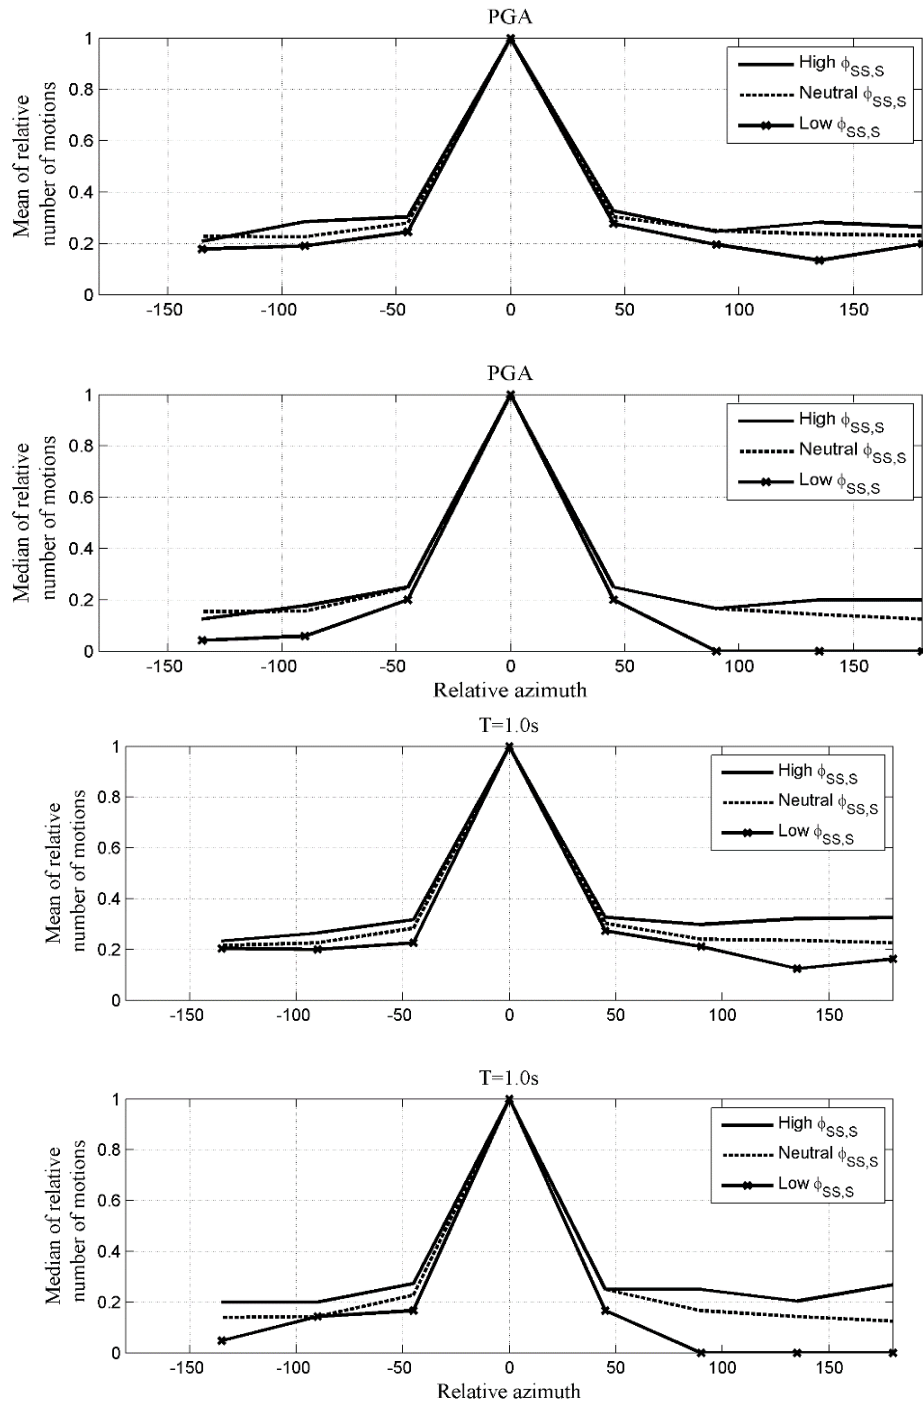 PGA
Mean of relative
number of motions
1
0.8
0.6
0.4
0.2
0
-150 -100 -50 0 50 100 150
High ϕSS,S
Neutral ϕSS,S
Low ϕSS,S
PGA
Median of relative
number of motions
1
0.8
0.6
0.4
0.2
0
-150 -100 -50 0 50 100 150
High ϕSS,S
Neutral ϕSS,S
Low ϕSS,S
Relative azimuth
T=1.0s
Mean of relative
number of motions
1
0.8
0.6
0.4
0.2
0
-150 -100 -50 0 50 100 150
High ϕSS,S
Neutral ϕSS,S
Low ϕSS,S
T=1.0s
Median of relative
number of motions
1
0.8
0.6
0.4
0.2
0
-150 -100 -50 0 50 100 150
High ϕSS,S
Neutral ϕSS,S
Low ϕSS,S
Relative azimuth